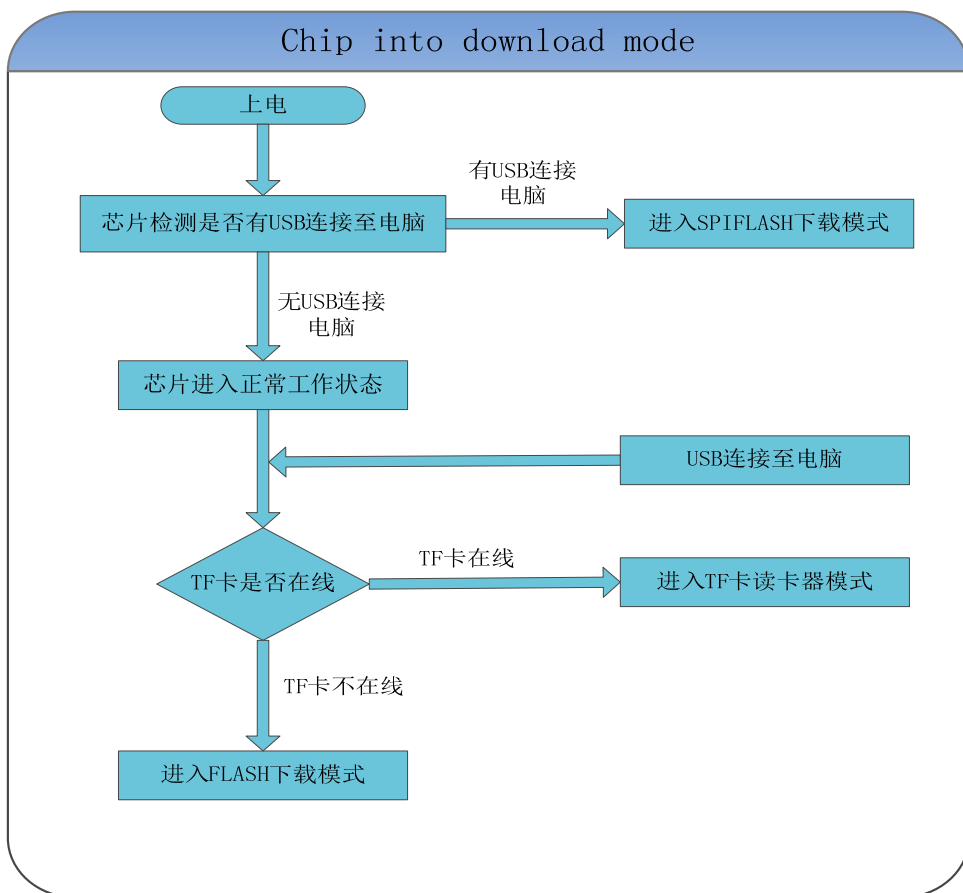 Chip into download mode
上电
有USB连接
电脑
芯片检测是否有USB连接至电脑
进入SPIFLASH下载模式
无USB连接
电脑
芯片进入正常工作状态
USB连接至电脑
TF卡在线
TF卡是否在线
进入TF卡读卡器模式
TF卡不在线
进入FLASH下载模式